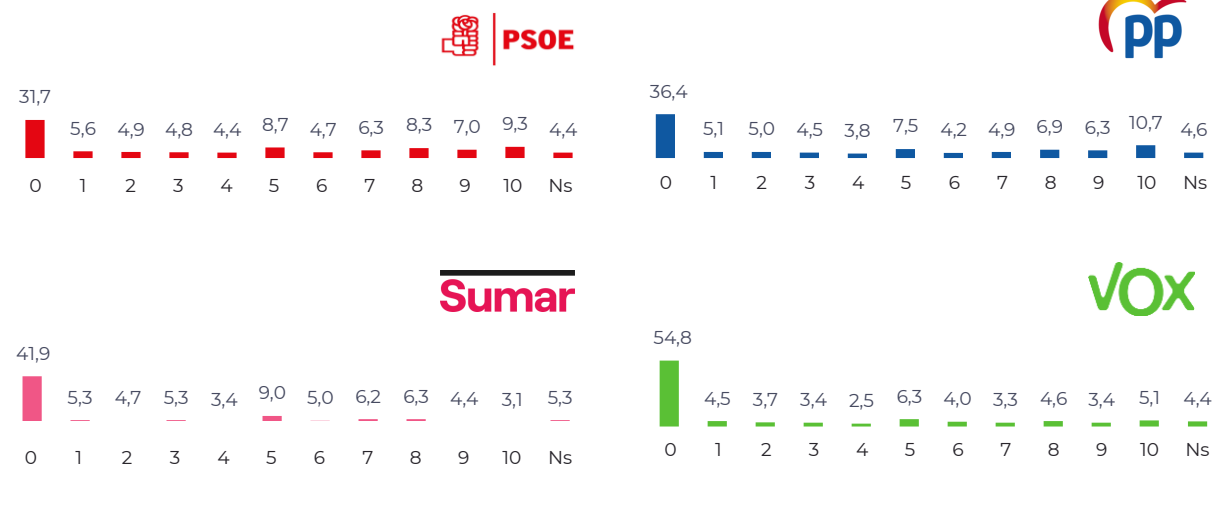 PSOE
31,7 5,6 4,9 4,8 4,4 8,7 4,7 6,3 8,3 7,0 9,3 4,4
0 1 2 3 4 5 6 7 8 9 10 Ns
pp
36,4 5,1 5,0 4,5 3,8 7,5 4,2 4,9 6,9 6,3 10,7 4,6
0 1 2 3 4 5 6 7 8 9 10 Ns
Sumar
41,9 5,3 4,7 5,3 3,4 9,0 5,0 6,2 6,3 4,4 3,1 5,3
0 1 2 3 4 5 6 7 8 9 10 Ns
VOX
54,8 4,5 3,7 3,4 2,5 6,3 4,0 3,3 4,6 3,4 5,1 4,4
0 1 2 3 4 5 6 7 8 9 10 Ns